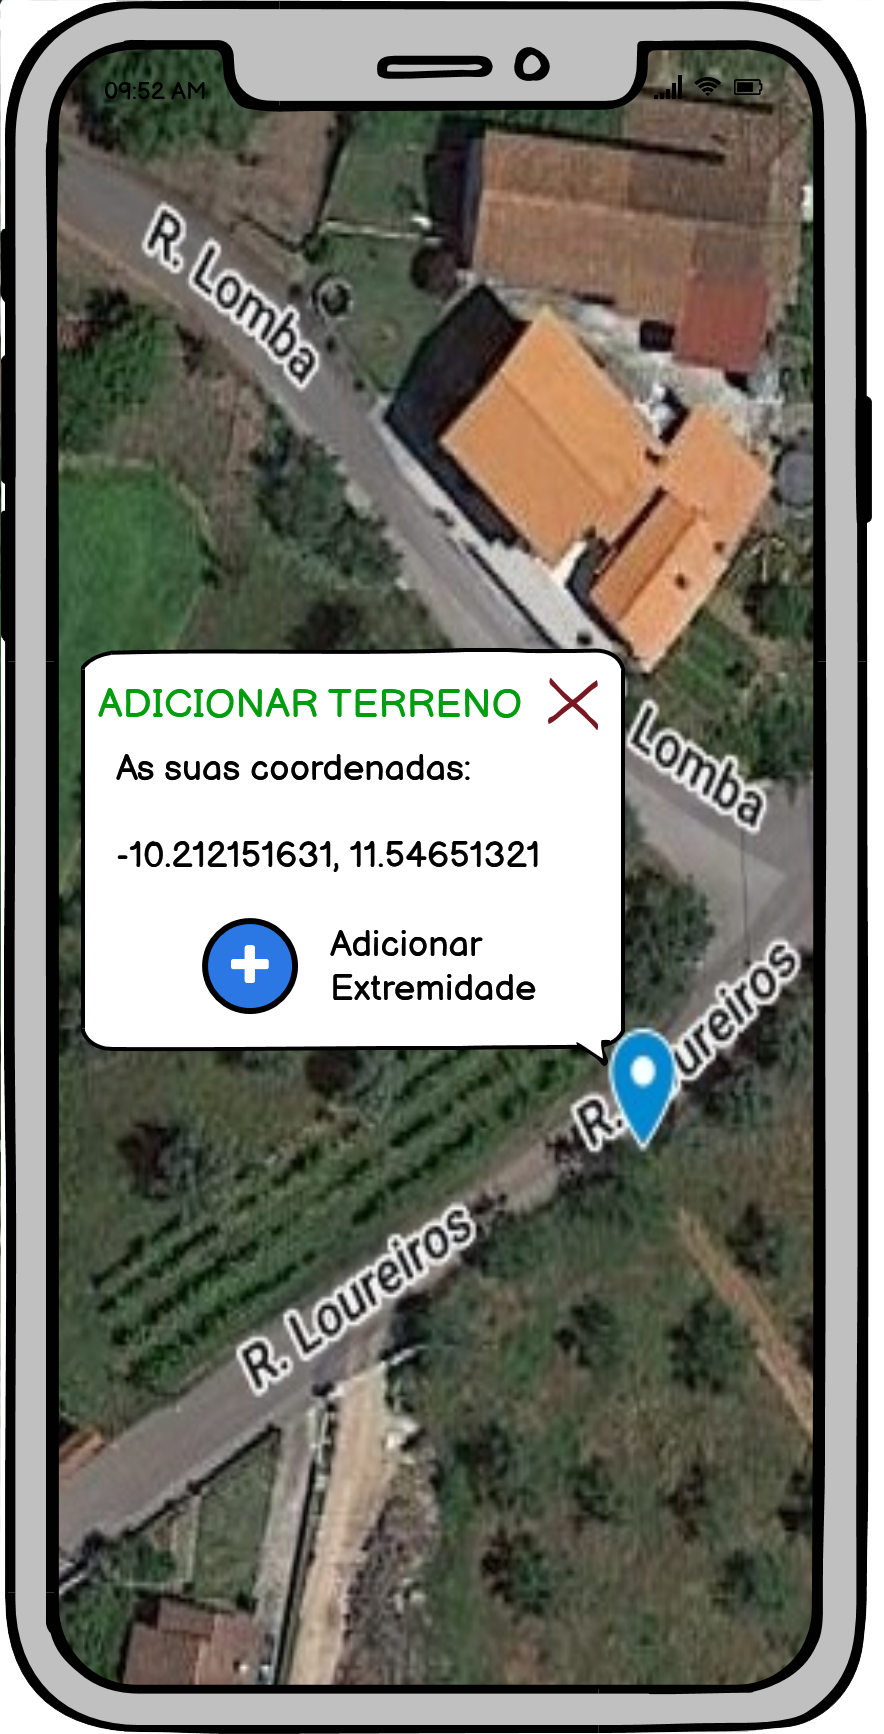 09:52 AM
R. Lomba
ADICIONAR TERRENO
As suas coordenadas:
-10.212151631, 11.54651321
Adicionar
Extremidade
Lomba
R. ureiros
R. Loureiros